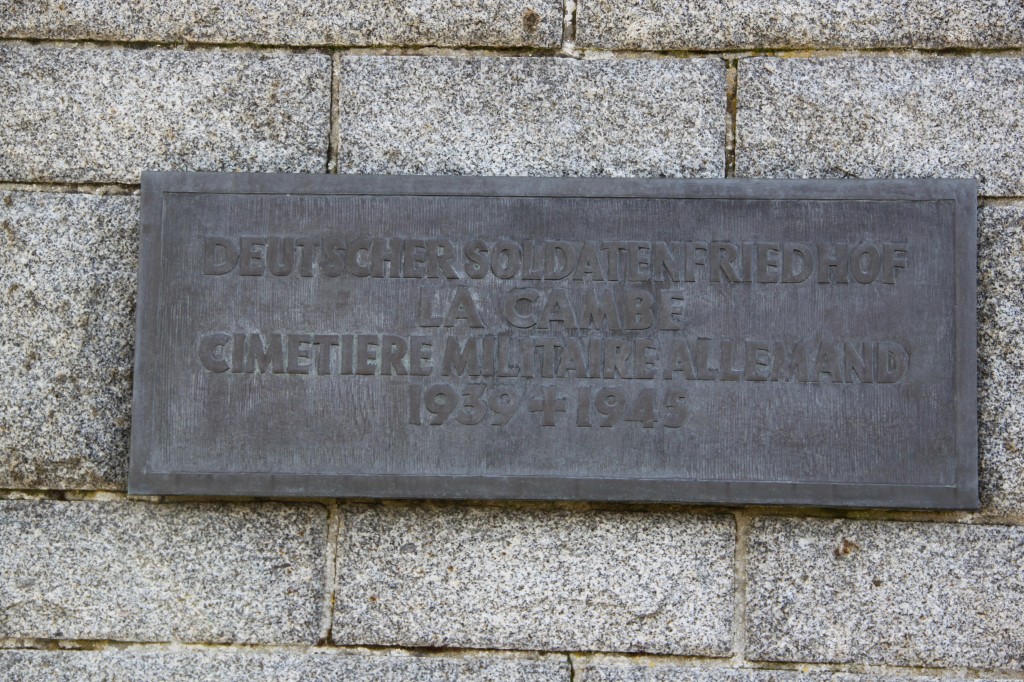 DEUTSCHER SOLDATENFRIEDHOF
LA CAMBE
CIMETIERE MILITAIRE ALLEMAND
1939 + 1945